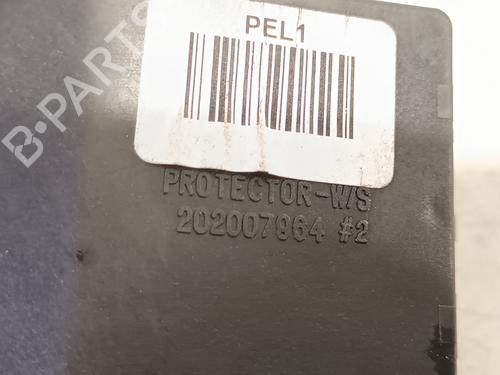 B-PARTS
PEL1
PROTECTOR-W/S
202007964 #2